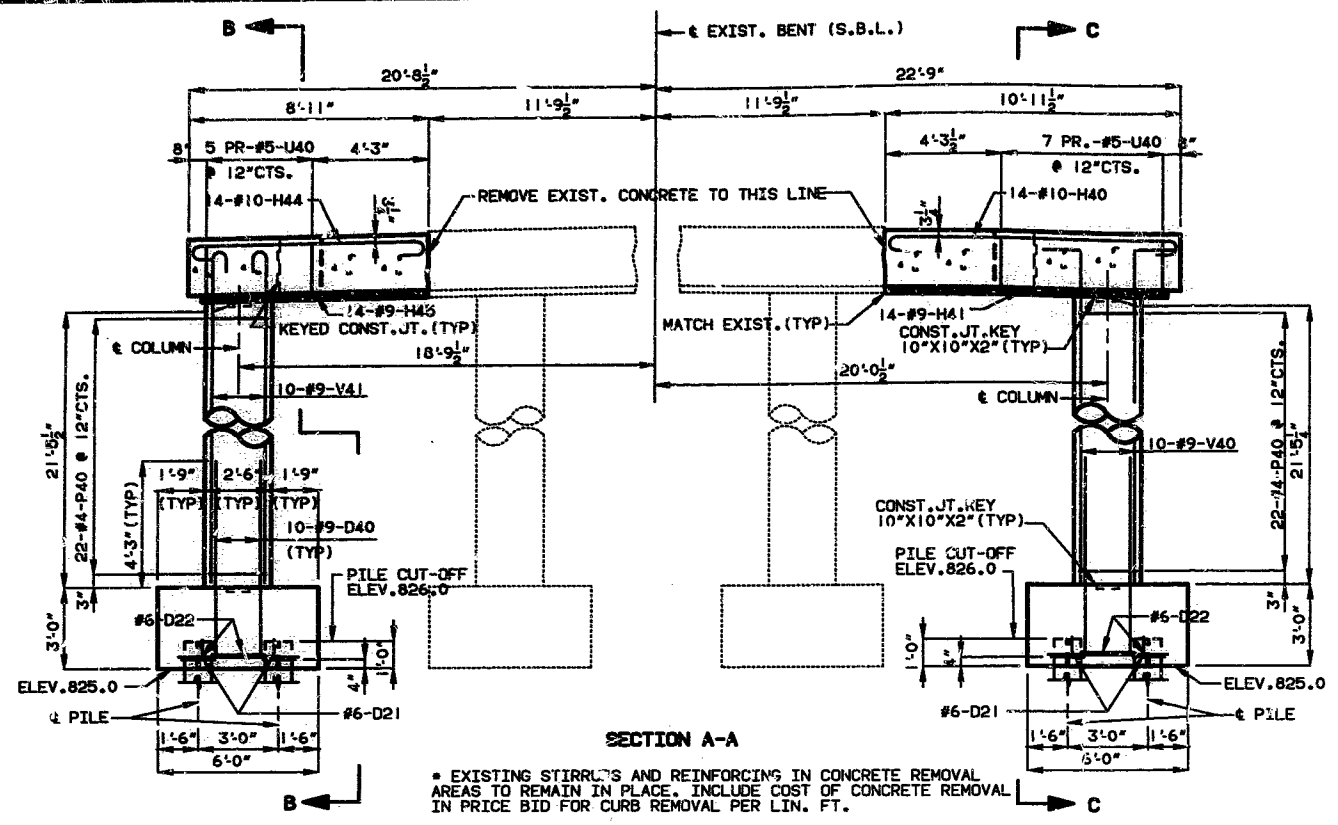 B
℄ EXIST. BENT (S.B.L.)
C
20'-8½"
22'-9"
8'-11"
11'-9½"
11'-9½"
10'-11½"
8"
5 PR-#5-U40
@ 12"CTS.
4'-3"
4'-3½"
7 PR.-#5-U40
@ 12"CTS.
8"
14-#10-H44
REMOVE EXIST. CONCRETE TO THIS LINE
14-#10-H40
3¼"
3¼"
KEYED CONST.JT.(TYP)
MATCH EXIST.(TYP)
14-#9-H41
CONST.JT.KEY
10"X10"X2"(TYP)
℄ COLUMN
18'-9½"
20'-0½"
℄ COLUMN
10-#9-V41
10-#9-V40
21'-5½"
22-#4-P40 @ 12"CTS.
4'-3"(TYP)
1'-9"
(TYP)
2'-6"
(TYP)
1'-9"
(TYP)
10-#9-D40
(TYP)
22-#4-P40 @ 12"CTS.
21'-5¼"
CONST.JT.KEY
10"X10"X2"(TYP)
PILE CUT-OFF
ELEV.826.0
PILE CUT-OFF
ELEV.826.0
3'-0"
3"
#6-D22
1'-0"
4"
1'-0"
4"
#6-D22
3"
3'-0"
ELEV.825.0
ELEV.825.0
℄ PILE
#6-D21
#6-D21
℄ PILE
1'-6"
3'-0"
1'-6"
6'-0"
1'-6"
3'-0"
1'-6"
6'-0"
SECTION A-A
* EXISTING STIRRUPS AND REINFORCING IN CONCRETE REMOVAL
AREAS TO REMAIN IN PLACE. INCLUDE COST OF CONCRETE REMOVAL
IN PRICE BID FOR CURB REMOVAL PER LIN. FT.
B
C